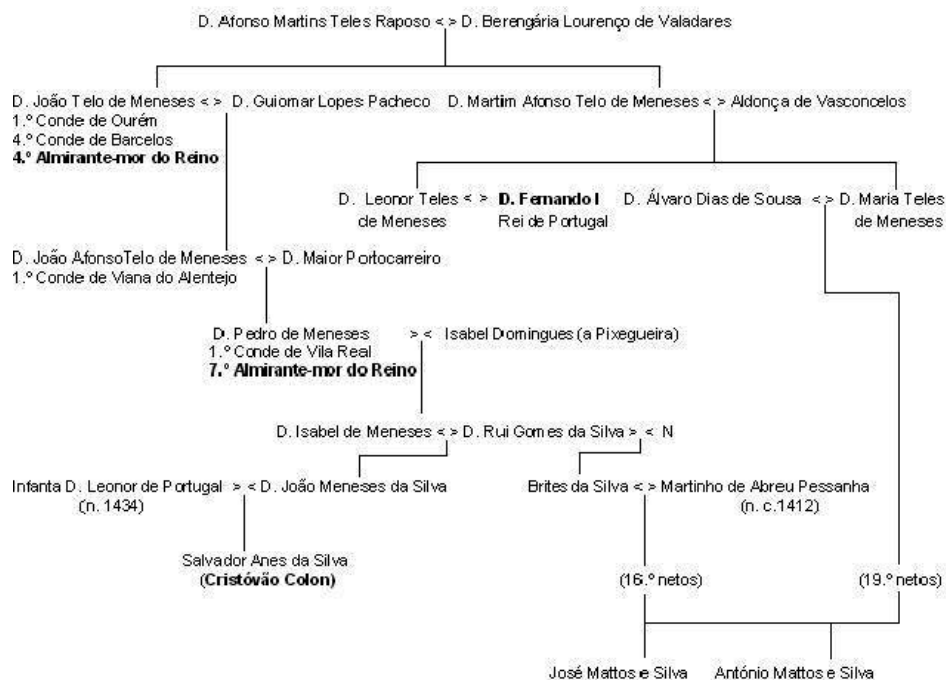 D. Afonso Martins Teles Raposo < > D. Berengária Lourenço de Valadares
D. João Telo de Meneses < > D. Guiomar Lopes Pacheco D. Martim Afonso Telo de Meneses < > Aldonça de Vasconcelos
1.º Conde de Ourém
4.º Conde de Barcelos
4.º Almirante-mor do Reino
D. Leonor Teles < > D. Fernando I D. Álvaro Dias de Sousa < > D. Maria Teles
de Meneses Rei de Portugal de Meneses
D. João AfonsoTelo de Meneses < > D. Maior Portocarreiro
1.º Conde de Viana do Alentejo
D. Pedro de Meneses > < Isabel Domingues (a Pixegueira)
1.º Conde de Vila Real
7.º Almirante-mor do Reino
D. Isabel de Meneses < > D. Rui Gomes da Silva > < N
Infanta D. Leonor de Portugal > < D. João Meneses da Silva Brites da Silva < > Martinho de Abreu Pessanha
(n. 1434) (n. c.1412)
Salvador Anes da Silva
(Cristóvão Colon) (16.º netos) (19.º netos)
José Mattos e Silva António Mattos e Silva